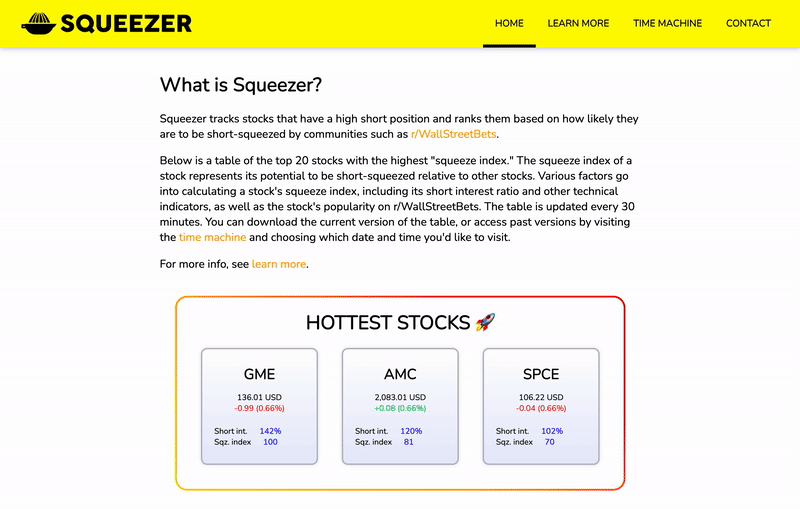 SQUEEZER
HOME
LEARN MORE
TIME MACHINE
CONTACT
What is Squeezer?
Squeezer tracks stocks that have a high short position and ranks them based on how likely they
are to be short-squeezed by communities such as r/WallStreetBets.
Below is a table of the top 20 stocks with the highest "squeeze index." The squeeze index of a
stock represents its potential to be short-squeezed relative to other stocks. Various factors go
into calculating a stock's squeeze index, including its short interest ratio and other technical
indicators, as well as the stock's popularity on r/WallStreetBets. The table is updated every 30
minutes. You can download the current version of the table, or access past versions by visiting
the time machine and choosing which date and time you'd like to visit.
For more info, see learn more.
HOTTEST STOCKS 🚀
GME
136.01 USD
-0.99 (0.66%)
Short int. 142%
Sqz. index 100
AMC
2,083.01 USD
+0.08 (0.66%)
Short int. 120%
Sqz. index 81
SPCE
106.22 USD
-0.04 (0.66%)
Short int. 102%
Sqz. index 70